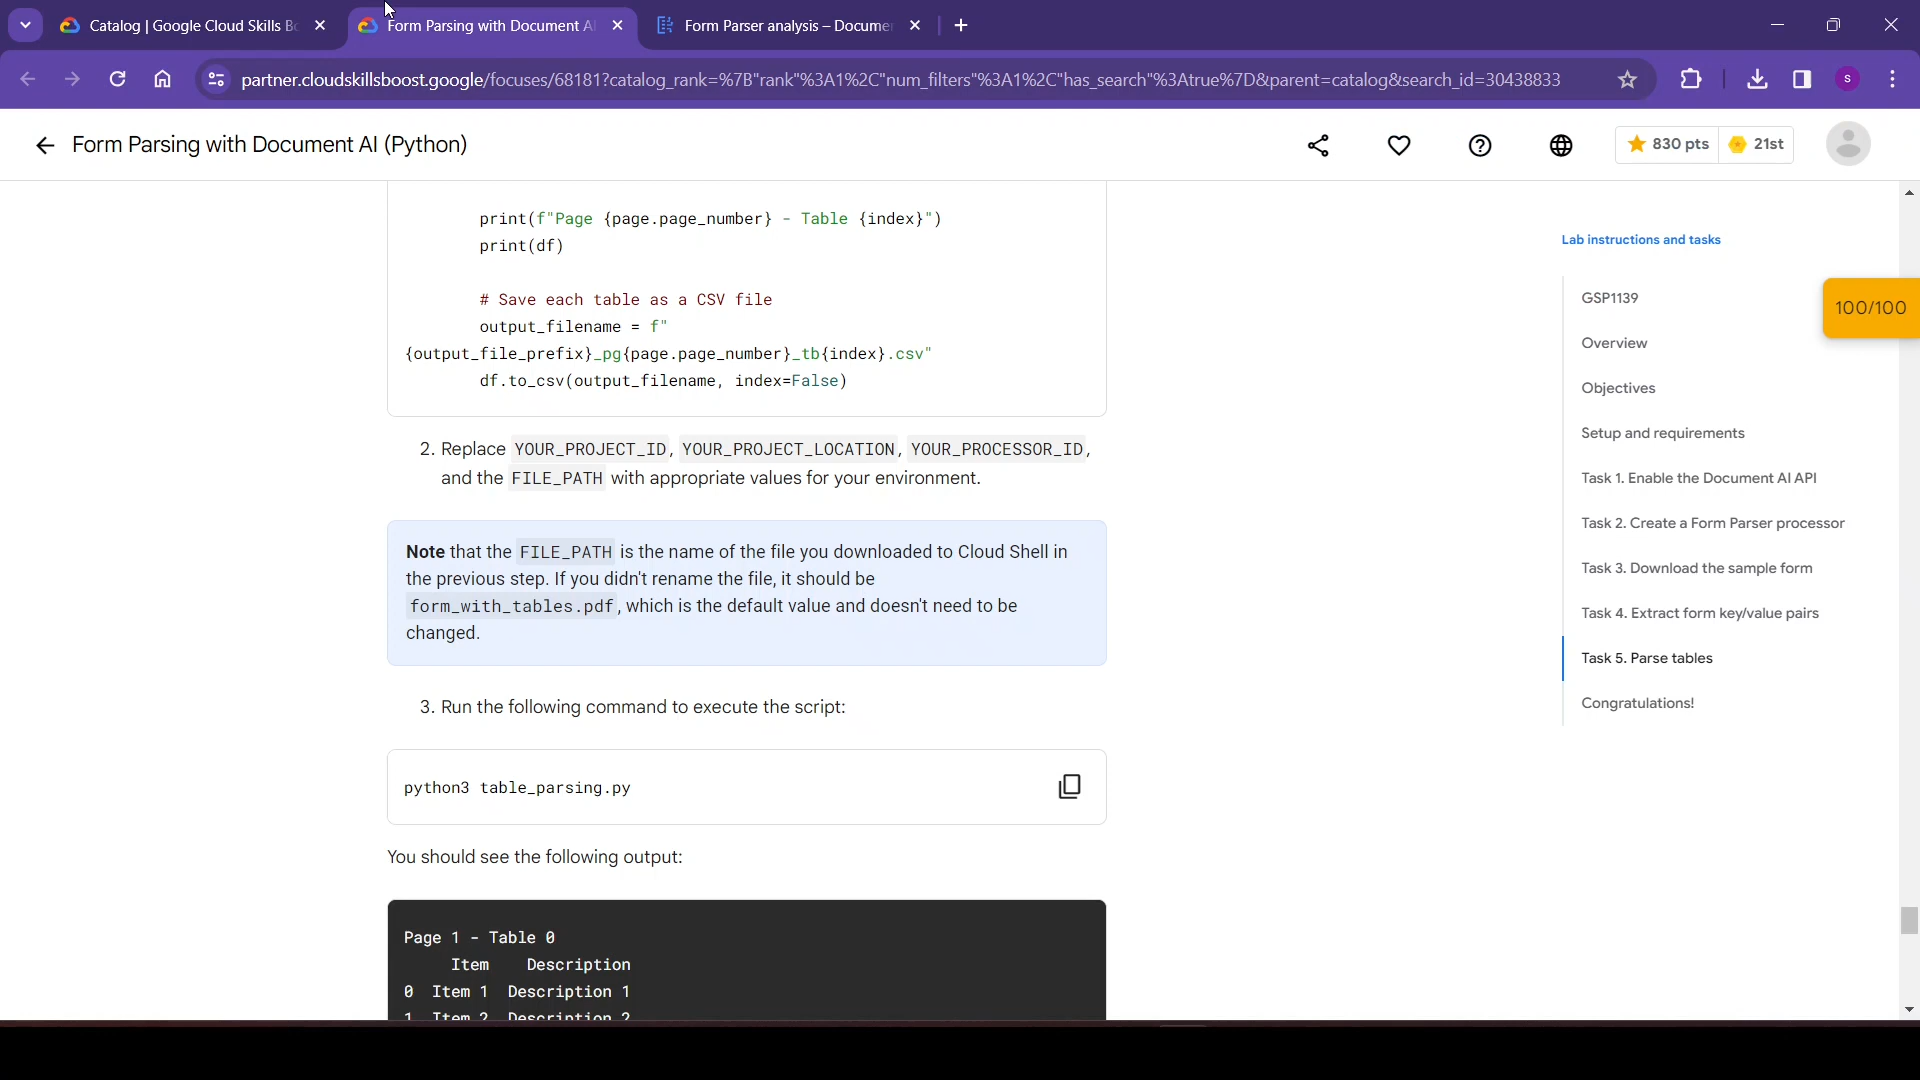 Catalog | Google Cloud Skills Bo
Form Parsing with Document AI
Form Parser analysis – Docume
partner.cloudskillsboost.google/focuses/68181?catalog_rank=%7B"rank"%3A1%2C"num_filters"%3A1%2C"has_search"%3Atrue%7D&parent=catalog&search_id=30438833
S
Form Parsing with Document AI (Python)
830 pts
21st
print(f"Page {page.page_number} - Table {index}")
print(df)
# Save each table as a CSV file
output_filename = f"
{output_file_prefix}_pg{page.page_number}_tb{index}.csv"
df.to_csv(output_filename, index=False)
2. Replace YOUR_PROJECT_ID, YOUR_PROJECT_LOCATION, YOUR_PROCESSOR_ID,
and the FILE_PATH with appropriate values for your environment.
Note that the FILE_PATH is the name of the file you downloaded to Cloud Shell in
the previous step. If you didn't rename the file, it should be
form_with_tables.pdf, which is the default value and doesn't need to be
changed.
3. Run the following command to execute the script:
python3 table_parsing.py
You should see the following output:
Page 1 - Table 0
Item Description
0 Item 1 Description 1
1 Item 2 Description 2
Lab instructions and tasks
GSP1139
Overview
Objectives
Setup and requirements
Task 1. Enable the Document AI API
Task 2. Create a Form Parser processor
Task 3. Download the sample form
Task 4. Extract form key/value pairs
Task 5. Parse tables
Congratulations!
100/100